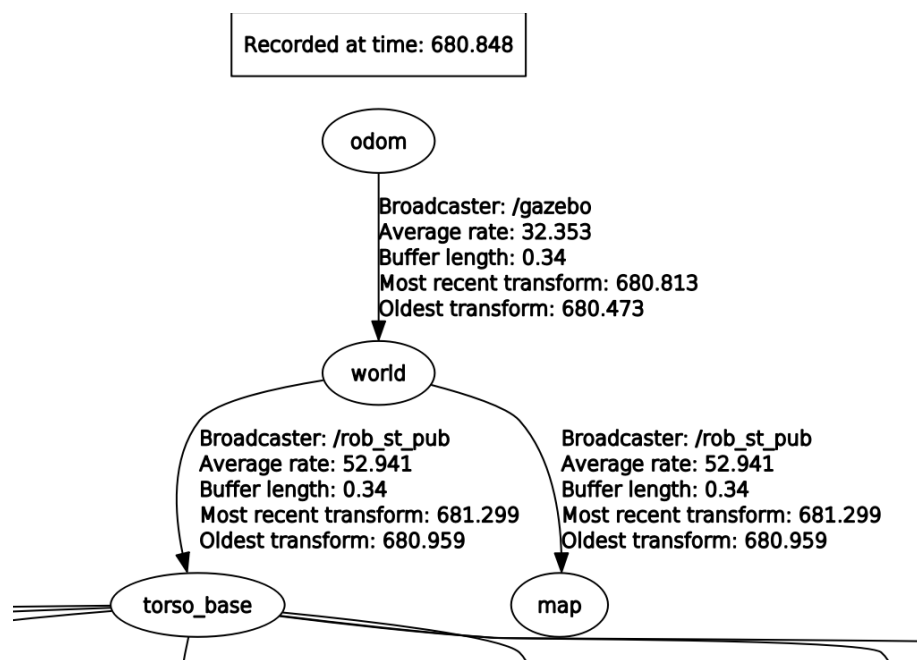 Recorded at time: 680.848
odom
Broadcaster: /gazebo
Average rate: 32.353
Buffer length: 0.34
Most recent transform: 680.813
Oldest transform: 680.473
world
Broadcaster: /rob_st_pub
Average rate: 52.941
Buffer length: 0.34
Most recent transform: 681.299
Oldest transform: 680.959
Broadcaster: /rob_st_pub
Average rate: 52.941
Buffer length: 0.34
Most recent transform: 681.299
Oldest transform: 680.959
torso_base
map